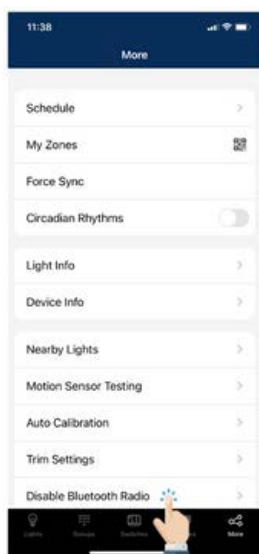 11:38
More
Schedule
My Zones
Force Sync
Circadian Rhythms
Light Info
Device Info
Nearby Lights
Motion Sensor Testing
Auto Calibration
Trim Settings
Disable Bluetooth Radio
Lights Groups Switches More